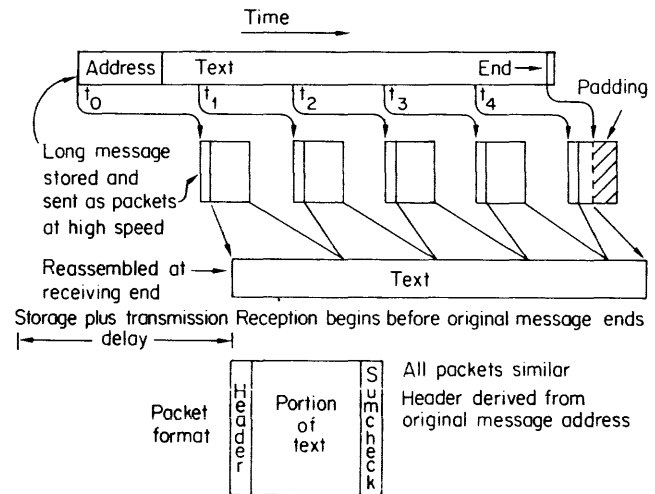 Time
Address
Text
End
Padding
t0
t1
t2
t3
t4
Long message
stored and
sent as packets
at high speed
Reassembled at
receiving end
Text
Storage plus transmission Reception begins before original message ends
delay
Packet
format
Header
Portion
of
text
Sumcheck
All packets similar
Header derived from
original message address